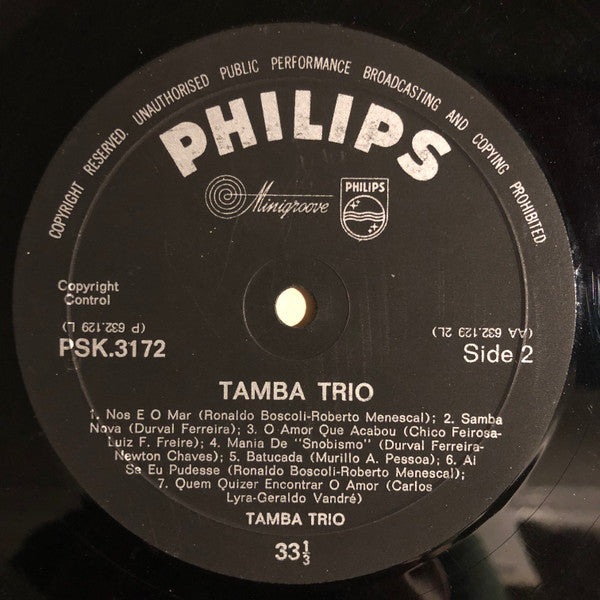 COPYRIGHT RESERVED. UNAUTHORISED PUBLIC PERFORMANCE BROADCASTING AND COPYING PROHIBITED.
PHILIPS
Minigroove
PHILIPS
Copyright
Control
(P 632.129 L)
(AA 632.129 2L)
PSK.3172
Side 2
TAMBA TRIO
1. Nos E O Mar (Ronaldo Boscoli-Roberto Menescal); 2. Samba
Nova (Durval Ferreira); 3. O Amor Que Acabou (Chico Feirosa-
Luiz F. Freire); 4. Mania De "Snobismo" (Durval Ferreira-
Newton Chaves); 5. Batucada (Murillo A. Pessoa); 6. Ai
Se Eu Pudesse (Ronaldo Boscoli-Roberto Menescal);
7. Quem Quizer Encontrar O Amor (Carlos
Lyra-Geraldo Vandré)
TAMBA TRIO
33⅓